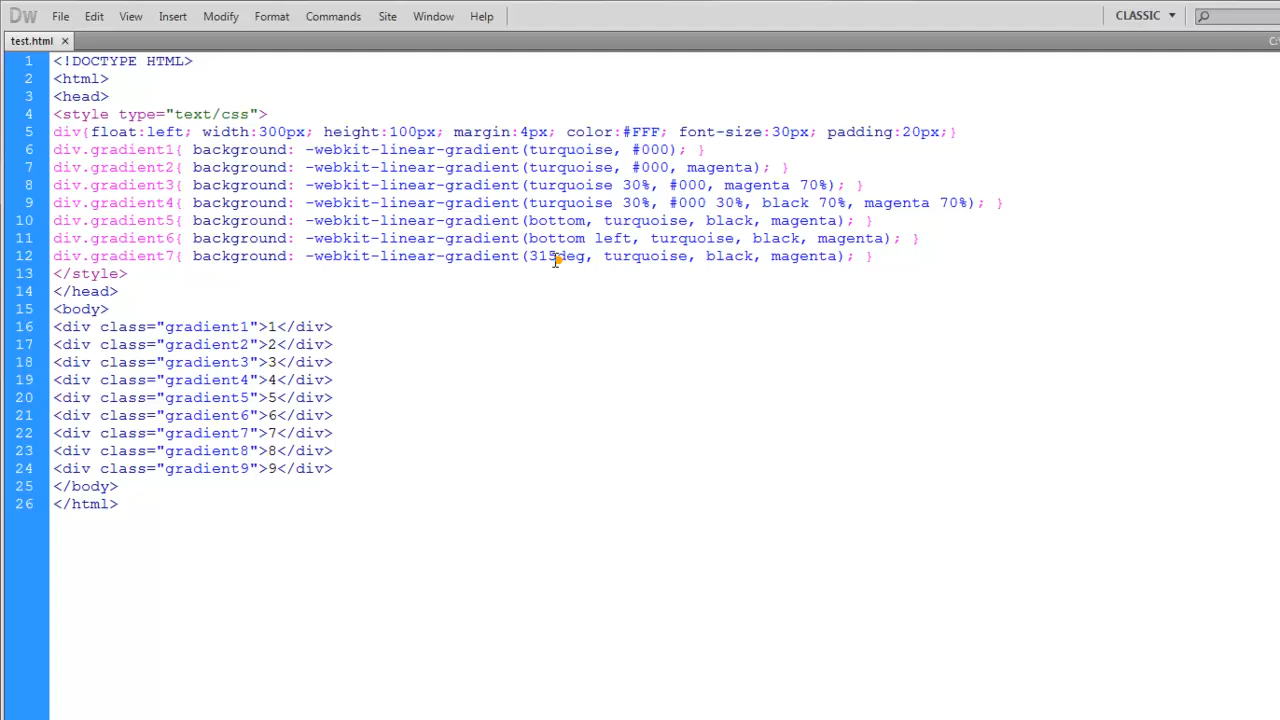 Dw File Edit View Insert Modify Format Commands Site Window Help CLASSIC
test.html × C:
1 <!DOCTYPE HTML>
2 <html>
3 <head>
4 <style type="text/css">
5 div{float:left; width:300px; height:100px; margin:4px; color:#FFF; font-size:30px; padding:20px;}
6 div.gradient1{ background: -webkit-linear-gradient(turquoise, #000); }
7 div.gradient2{ background: -webkit-linear-gradient(turquoise, #000, magenta); }
8 div.gradient3{ background: -webkit-linear-gradient(turquoise 30%, #000, magenta 70%); }
9 div.gradient4{ background: -webkit-linear-gradient(turquoise 30%, #000 30%, black 70%, magenta 70%); }
10 div.gradient5{ background: -webkit-linear-gradient(bottom, turquoise, black, magenta); }
11 div.gradient6{ background: -webkit-linear-gradient(bottom left, turquoise, black, magenta); }
12 div.gradient7{ background: -webkit-linear-gradient(315deg, turquoise, black, magenta); }
13 </style>
14 </head>
15 <body>
16 <div class="gradient1">1</div>
17 <div class="gradient2">2</div>
18 <div class="gradient3">3</div>
19 <div class="gradient4">4</div>
20 <div class="gradient5">5</div>
21 <div class="gradient6">6</div>
22 <div class="gradient7">7</div>
23 <div class="gradient8">8</div>
24 <div class="gradient9">9</div>
25 </body>
26 </html>